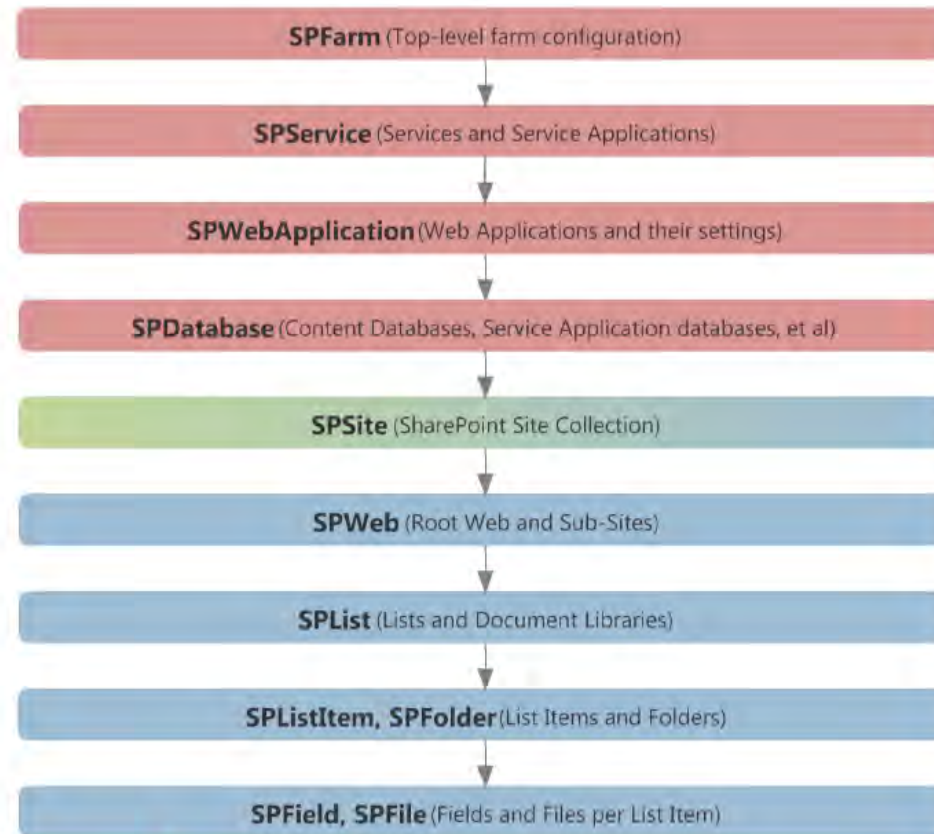 SPFarm (Top-level farm configuration)
SPService (Services and Service Applications)
SPWebApplication (Web Applications and their settings)
SPDatabase (Content Databases, Service Application databases, et al)
SPSite (SharePoint Site Collection)
SPWeb (Root Web and Sub-Sites)
SPList (Lists and Document Libraries)
SPListItem, SPFolder (List Items and Folders)
SPField, SPFile (Fields and Files per List Item)